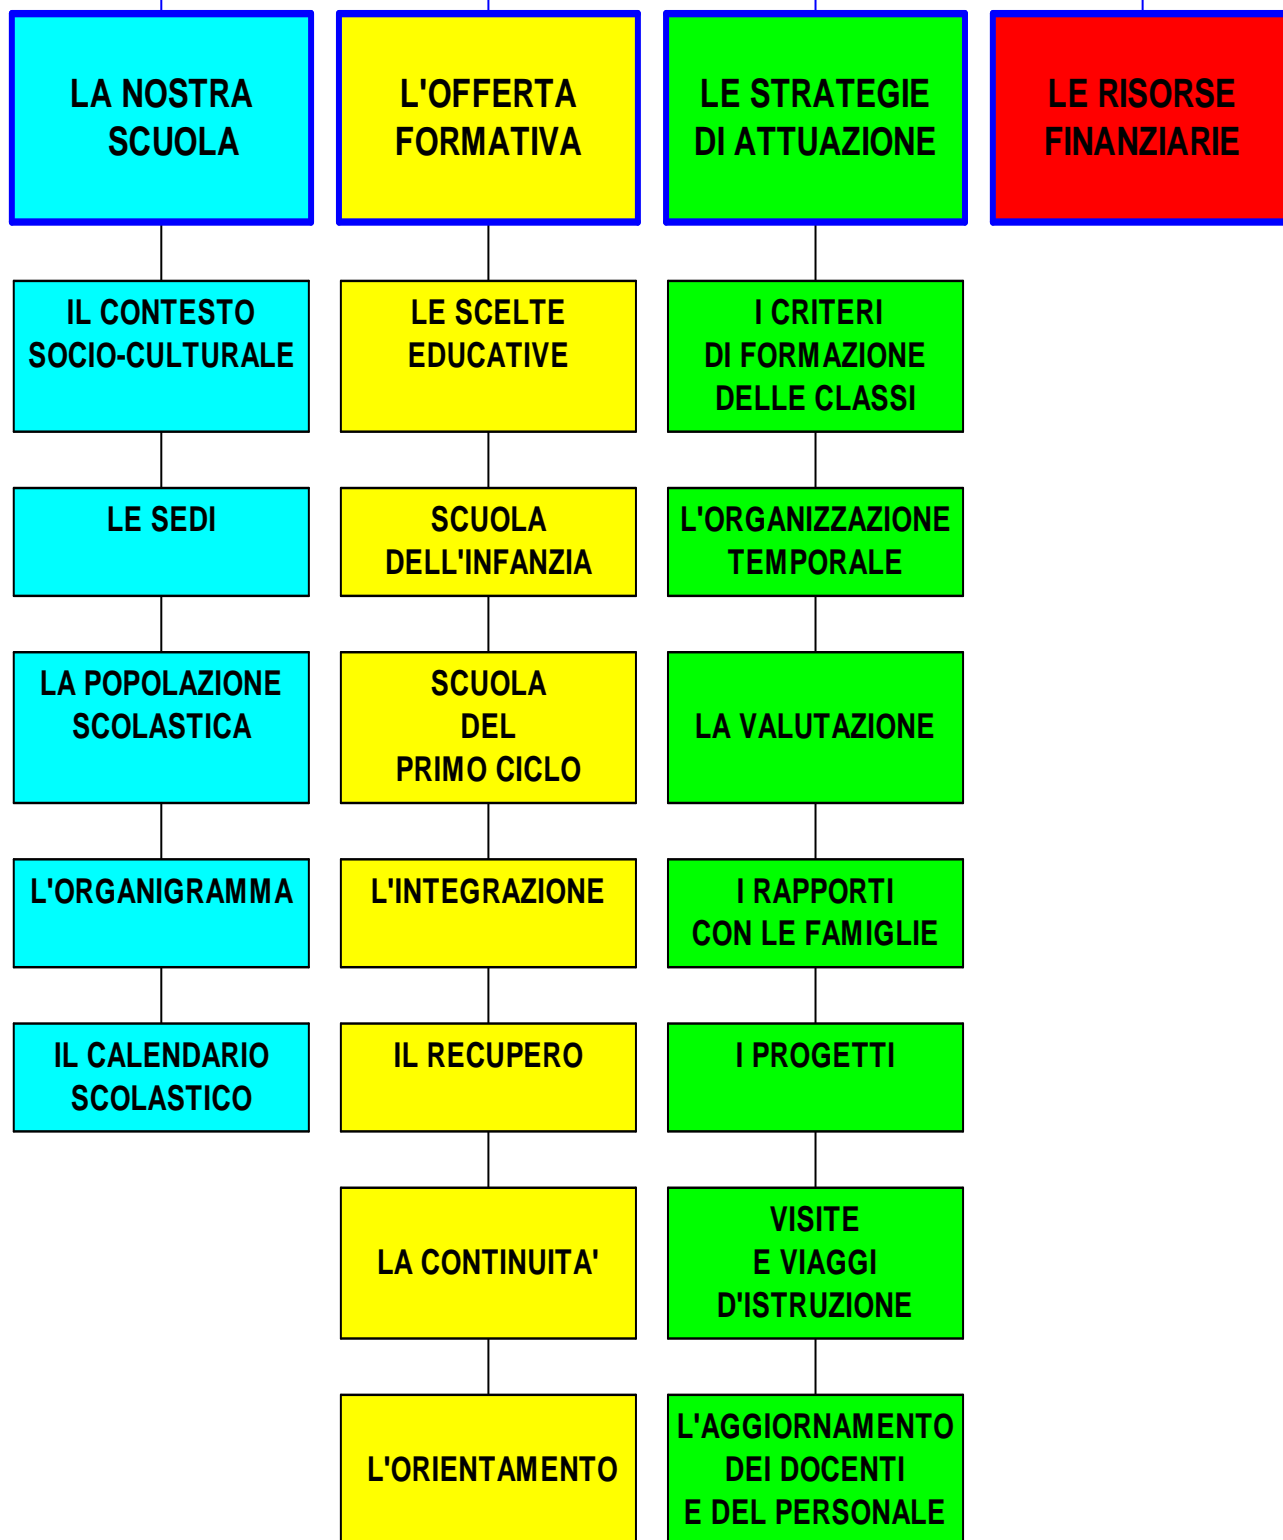 LA NOSTRA
SCUOLA
IL CONTESTO
SOCIO-CULTURALE
LE SEDI
LA POPOLAZIONE
SCOLASTICA
L'ORGANIGRAMMA
IL CALENDARIO
SCOLASTICO
L'OFFERTA
FORMATIVA
LE SCELTE
EDUCATIVE
SCUOLA
DELL'INFANZIA
SCUOLA
DEL
PRIMO CICLO
L'INTEGRAZIONE
IL RECUPERO
LA CONTINUITA'
L'ORIENTAMENTO
LE STRATEGIE
DI ATTUAZIONE
I CRITERI
DI FORMAZIONE
DELLE CLASSI
L'ORGANIZZAZIONE
TEMPORALE
LA VALUTAZIONE
I RAPPORTI
CON LE FAMIGLIE
I PROGETTI
VISITE
E VIAGGI
D'ISTRUZIONE
L'AGGIORNAMENTO
DEI DOCENTI
E DEL PERSONALE
LE RISORSE
FINANZIARIE